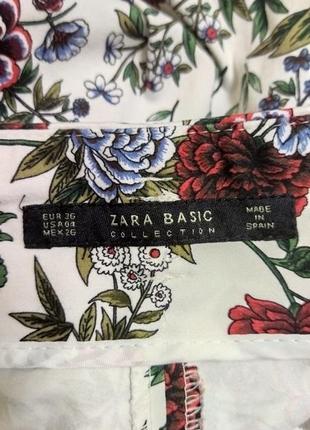 EUR 36
USA 04
MEX 26
ZARA BASIC
COLLECTION
MADE
IN
SPAIN